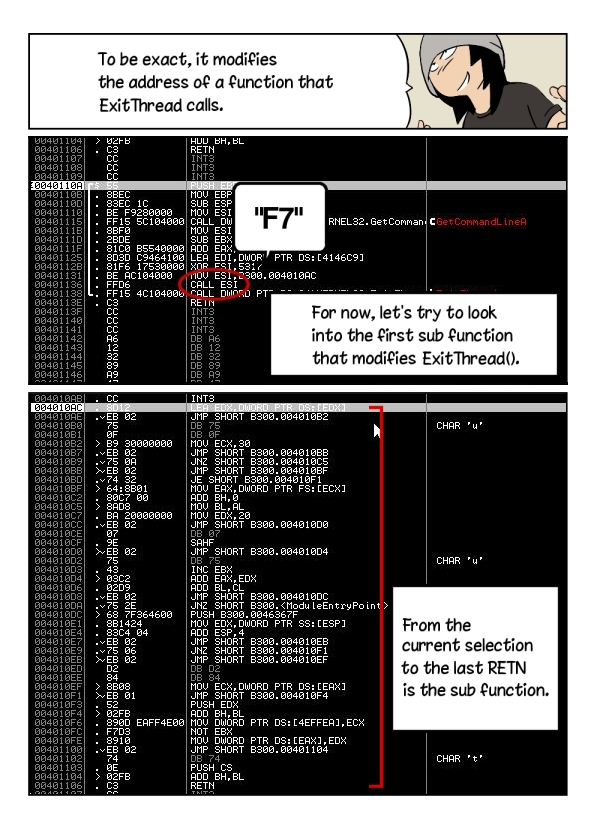 To be exact, it modifies
the address of a function that
ExitThread calls.
00401104 > 02FB ADD BH,BL
00401106 . C3 RETN
00401107 CC INT3
00401108 CC INT3
00401109 CC INT3
0040110A $ 55 PUSH
0040110B . 8BEC MOV EBP
0040110D . 83EC 1C SUB ESP
00401110 . BE F9280000 MOV ESI
00401115 . FF15 5C104000 CALL DW RNEL32.GetComman GetCommandLineA
0040111B . 8BF0 MOV ESI
0040111D . 2BDE SUB EBX
0040111F . 81C0 B5540000 ADD EAX,
00401125 . 8D3D C9464100 LEA EDI,DWORD PTR DS:[4146C9]
0040112B . 81F6 17530000 XOR ESI,5317
00401131 . BE AC104000 MOV ESI,B300.004010AC
00401136 . FFD6 CALL ESI
00401138 . FF15 4C104000 CALL DWORD PT
0040113E . C3 RETN
0040113F CC INT3
00401140 CC INT3
00401141 CC INT3
00401142 A6 DB A6
00401143 12 DB 12
00401144 32 DB 32
00401145 89 DB 89
00401146 A9 DB A9
"F7"
For now, let's try to look
into the first sub function
that modifies ExitThread().
004010AB . CC INT3
004010AC . 8D12 LEA EDX,DWORD PTR DS:[EDX]
004010AE .vEB 02 JMP SHORT B300.004010B2
004010B0 75 DB 75 CHAR 'u'
004010B1 0F DB 0F
004010B2 > B9 30000000 MOV ECX,30
004010B7 .vEB 02 JMP SHORT B300.004010BB
004010B9 .v75 0A JNZ SHORT B300.004010C5
004010BB >vEB 02 JMP SHORT B300.004010BF
004010BD .v74 32 JE SHORT B300.004010F1
004010BF > 64:8B01 MOV EAX,DWORD PTR FS:[ECX]
004010C2 . 80C7 00 ADD BH,0
004010C5 > 8AD8 MOV BL,AL
004010C7 . BA 20000000 MOV EDX,20
004010CC .vEB 02 JMP SHORT B300.004010D0
004010CE 07 DB 07
004010CF . 9E SAHF
004010D0 >vEB 02 JMP SHORT B300.004010D4
004010D2 75 DB 75 CHAR 'u'
004010D3 . 43 INC EBX
004010D4 > 03C2 ADD EAX,EDX
004010D6 . 02D9 ADD BL,CL
004010D8 .vEB 02 JMP SHORT B300.004010DC
004010DA .v75 2E JNZ SHORT B300.<ModuleEntryPoint>
004010DC > 68 7F364600 PUSH B300.0046367F
004010E1 . 8B1424 MOV EDX,DWORD PTR SS:[ESP]
004010E4 . 83C4 04 ADD ESP,4
004010E7 .vEB 02 JMP SHORT B300.004010EB
004010E9 .v75 06 JNZ SHORT B300.004010F1
004010EB >vEB 02 JMP SHORT B300.004010EF
004010ED D2 DB D2
004010EE 84 DB 84
004010EF > 8B08 MOV ECX,DWORD PTR DS:[EAX]
004010F1 >vEB 01 JMP SHORT B300.004010F4
004010F3 . 52 PUSH EDX
004010F4 > 02FB ADD BH,BL
004010F6 . 890D EAFF4E00 MOV DWORD PTR DS:[4EFFEA],ECX
004010FC . F7D3 NOT EBX
004010FE . 8910 MOV DWORD PTR DS:[EAX],EDX
00401100 .vEB 02 JMP SHORT B300.00401104
00401102 74 DB 74 CHAR 't'
00401103 . 0E PUSH CS
00401104 > 02FB ADD BH,BL
00401106 . C3 RETN
From the
current selection
to the last RETN
is the sub function.